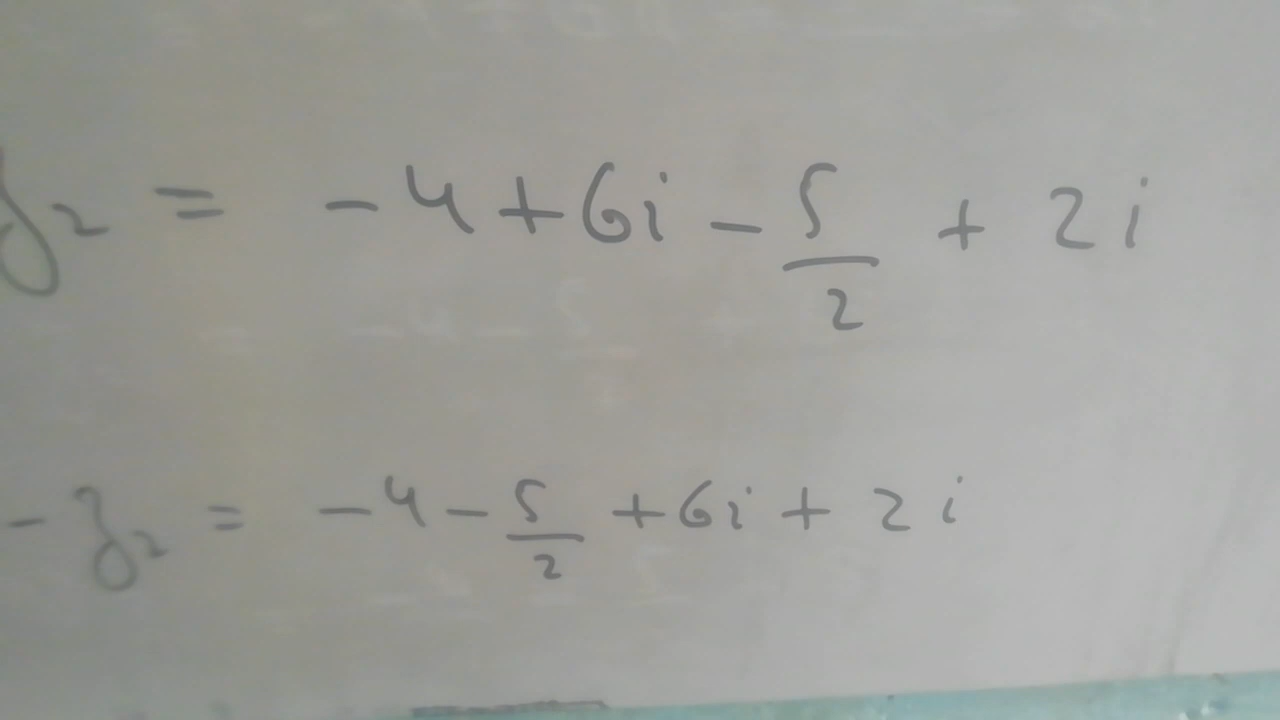 z₂ = -4 + 6i - 5/2 + 2i
- z₂ = -4 - 5/2 + 6i + 2i